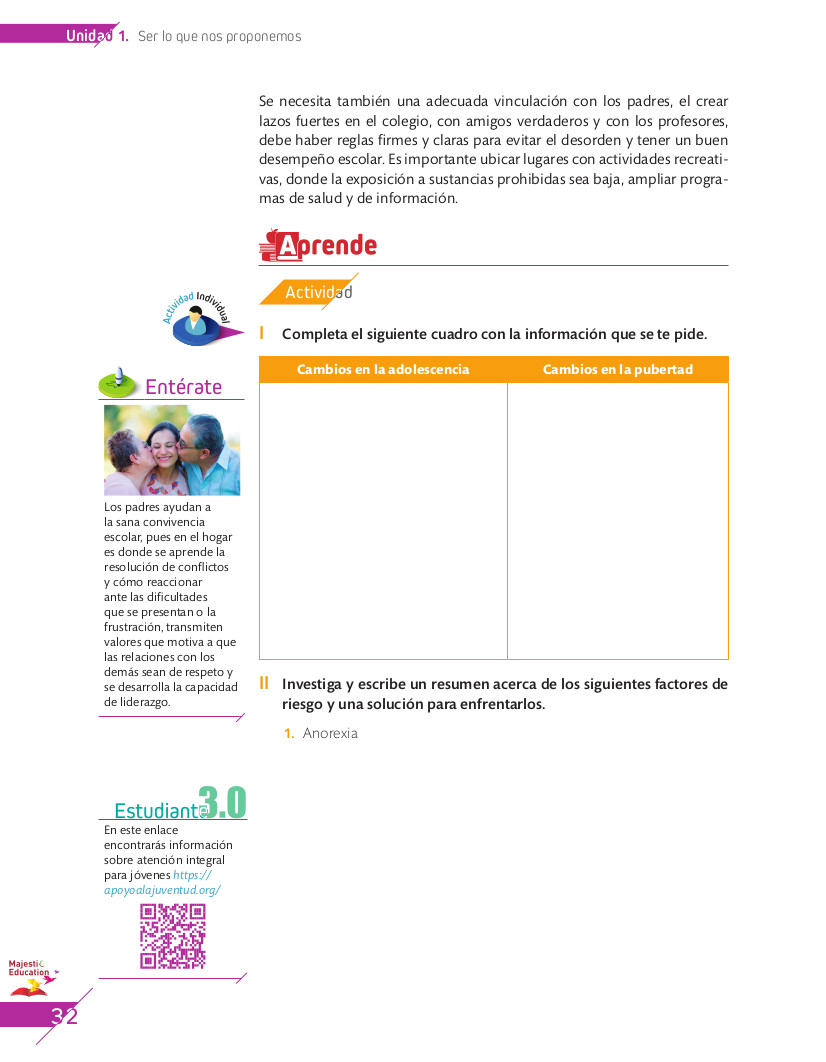 Unidad 1. Ser lo que nos proponemos
Se necesita también una adecuada vinculación con los padres, el crear
lazos fuertes en el colegio, con amigos verdaderos y con los profesores,
debe haber reglas firmes y claras para evitar el desorden y tener un buen
desempeño escolar. Es importante ubicar lugares con actividades recreati-
vas, donde la exposición a sustancias prohibidas sea baja, ampliar progra-
mas de salud y de información.
Aprende
Actividad
Actividad Individual
I Completa el siguiente cuadro con la información que se te pide.
Cambios en la adolescencia Cambios en la pubertad
Entérate
Los padres ayudan a
la sana convivencia
escolar, pues en el hogar
es donde se aprende la
resolución de conflictos
y cómo reaccionar
ante las dificultades
que se presentan o la
frustración, transmiten
valores que motiva a que
las relaciones con los
demás sean de respeto y
se desarrolla la capacidad
de liderazgo.
II Investiga y escribe un resumen acerca de los siguientes factores de
riesgo y una solución para enfrentarlos.
1. Anorexia
Estudiante 3.0
En este enlace
encontrarás información
sobre atención integral
para jóvenes https://
apoyoalajuventud.org/
Majestic
Education
32